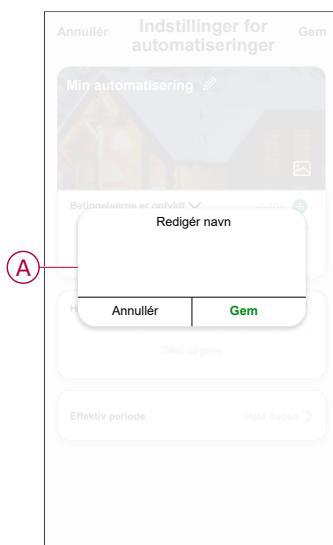 Annullér Indstillinger for automatiseringer Gem
Min automatisering
Betingelserne er opfyldt
Redigér navn
A
Annullér Gem
H
Tilføj opgave
Effektiv periode Hele dagen